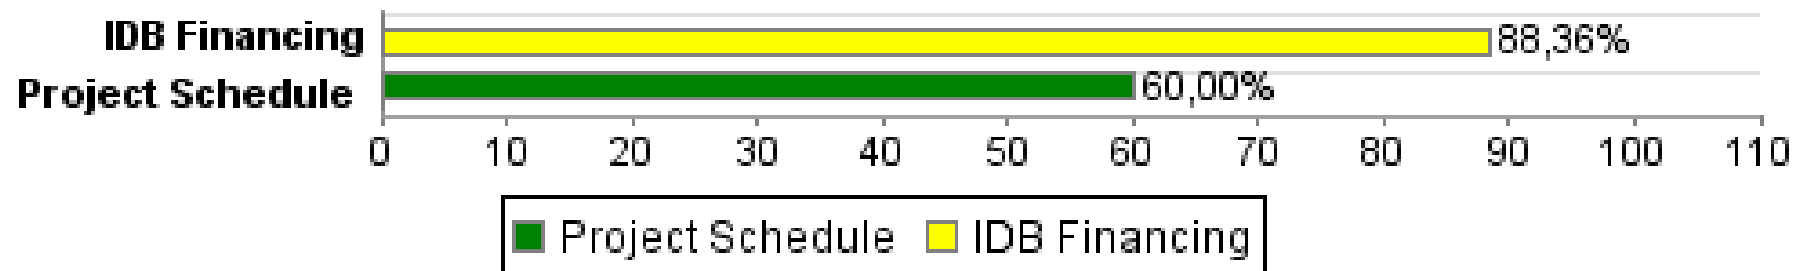 IDB Financing 88,36%
Project Schedule 60,00%
0 10 20 30 40 50 60 70 80 90 100 110
Project Schedule IDB Financing